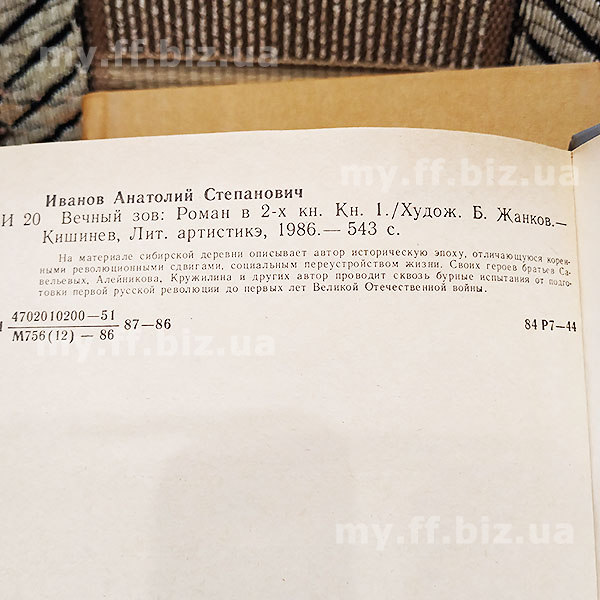 my.ff.biz.ua
my.ff.biz.ua
Иванов Анатолий Степанович
И 20 Вечный зов: Роман в 2-х кн. Кн. 1./Худож. Б. Жанков.—
Кишинев, Лит. артистикэ, 1986.— 543 с.
На материале сибирской деревни описывает автор историческую эпоху, отличающуюся корен-
ными революционными сдвигами, социальным переустройством жизни. Своих героев братьев Са-
вельевых, Алейникова, Кружилина и других автор проводит сквозь бурные испытания от подго-
товки первой русской революции до первых лет Великой Отечественной войны.
4702010200—51
М756(12) — 86
87—86
84 Р7—44
my.ff.biz.ua
my.ff.biz.ua